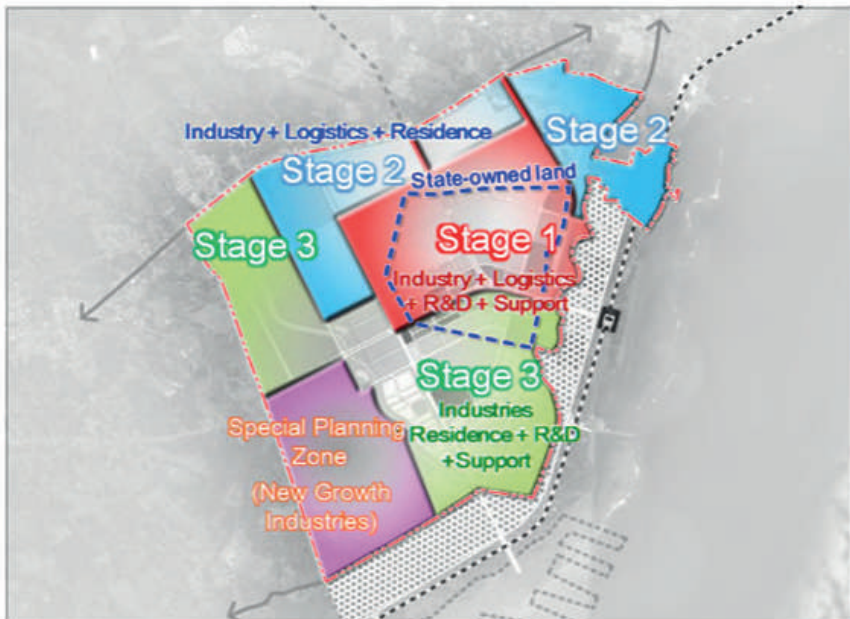 Stage 2
Industry + Logistics + Residence
Stage 2
State-owned land
Stage 3
Stage 1
Industry + Logistics
+ R&D + Support
Stage 3
Industries
Residence + R&D
+Support
Special Planning
Zone
(New Growth
Industries)